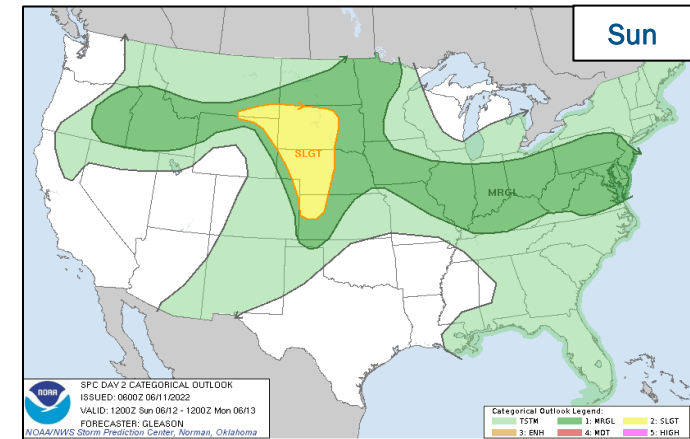 Sun
SLGT
MRGL
NOAA
SPC DAY 2 CATEGORICAL OUTLOOK
ISSUED: 0600Z 06/11/2022
VALID: 1200Z Sun 06/12 - 1200Z Mon 06/13
FORECASTER: GLEASON
NOAA/NWS Storm Prediction Center, Norman, Oklahoma
Categorical Outlook Legend:
TSTM 1: MRGL 2: SLGT
3: ENH 4: MDT 5: HIGH